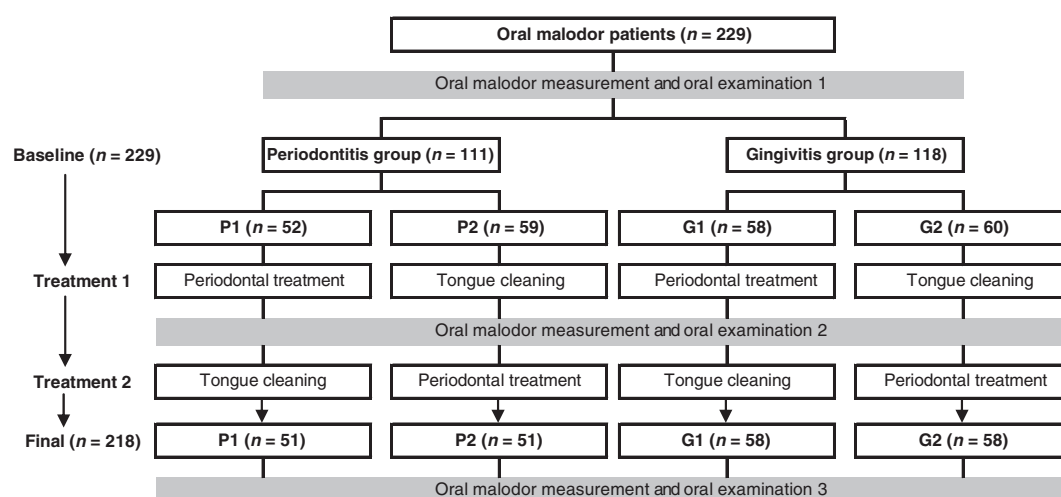 Oral malodor patients (n = 229)
Oral malodor measurement and oral examination 1
Baseline (n = 229)
Periodontitis group (n = 111)
Gingivitis group (n = 118)
P1 (n = 52)
P2 (n = 59)
G1 (n = 58)
G2 (n = 60)
Treatment 1
Periodontal treatment
Tongue cleaning
Periodontal treatment
Tongue cleaning
Oral malodor measurement and oral examination 2
Treatment 2
Tongue cleaning
Periodontal treatment
Tongue cleaning
Periodontal treatment
Final (n = 218)
P1 (n = 51)
P2 (n = 51)
G1 (n = 58)
G2 (n = 58)
Oral malodor measurement and oral examination 3